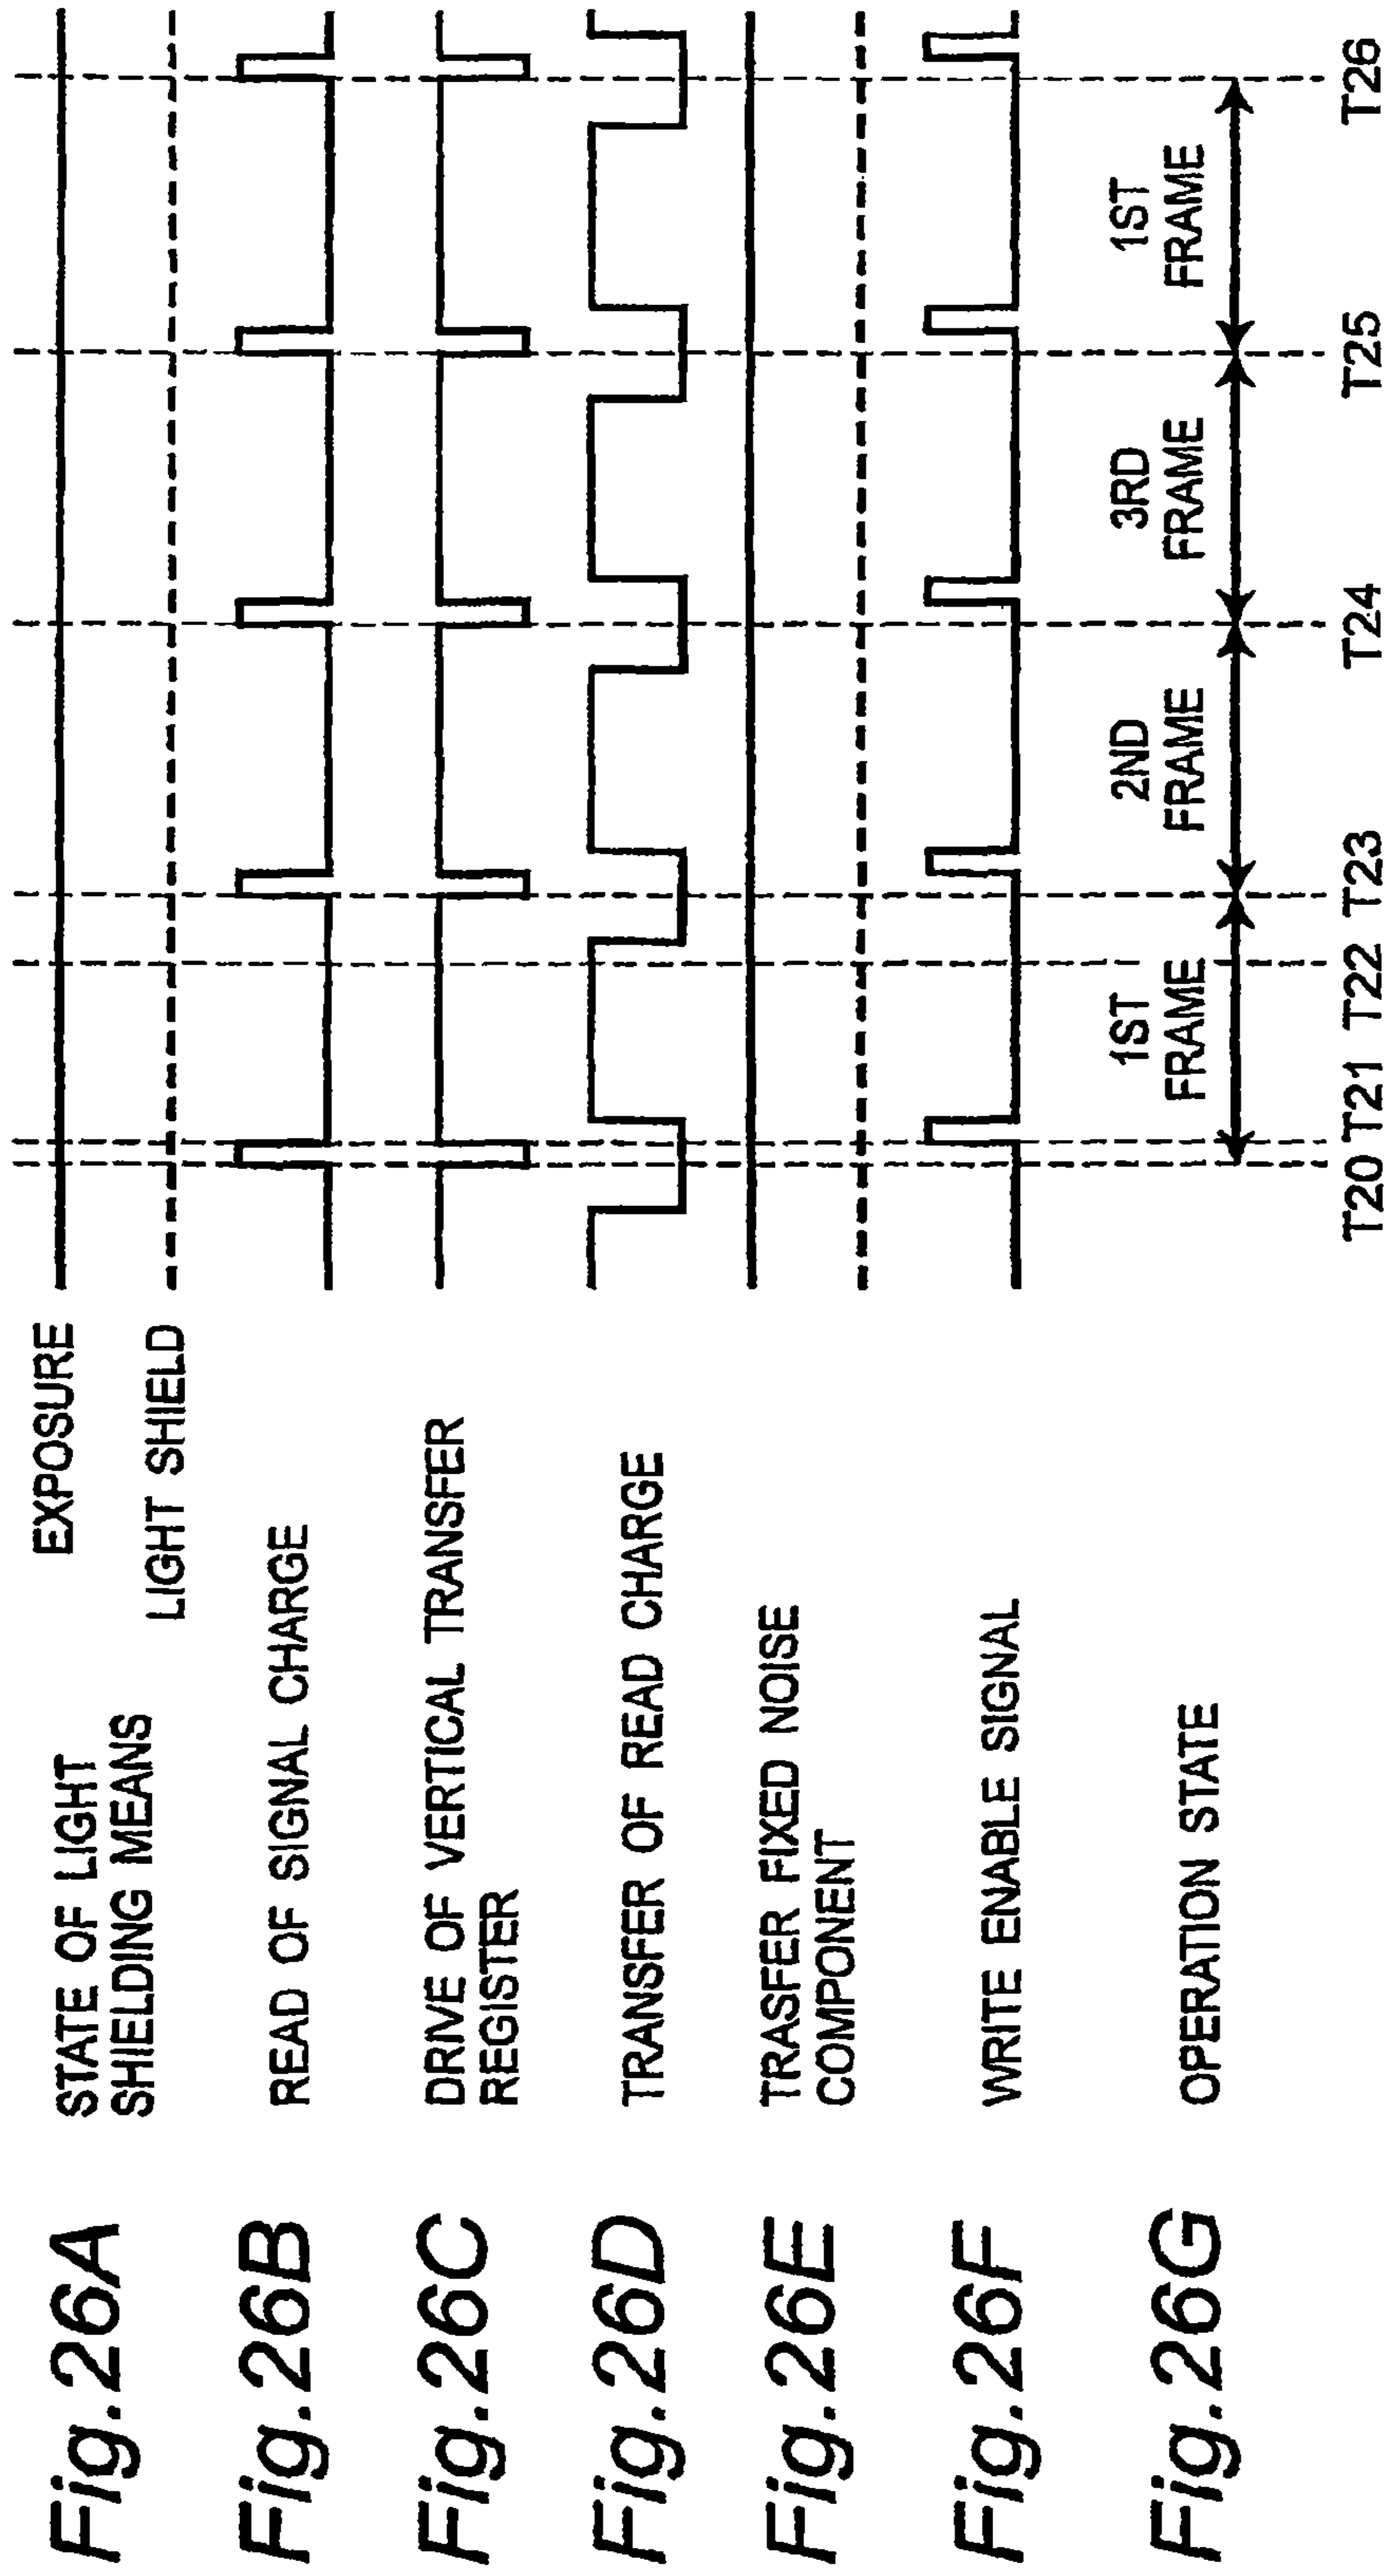 Fig.26A
STATE OF LIGHT
SHIELDING MEANS
EXPOSURE
LIGHT SHIELD
Fig.26B
READ OF SIGNAL CHARGE
Fig.26C
DRIVE OF VERTICAL TRANSFER
REGISTER
Fig.26D
TRANSFER OF READ CHARGE
Fig.26E
TRASFER FIXED NOISE
COMPONENT
Fig.26F
WRITE ENABLE SIGNAL
Fig.26G
OPERATION STATE
1ST
FRAME
2ND
FRAME
3RD
FRAME
1ST
FRAME
T20 T21 T22 T23 T24 T25 T26